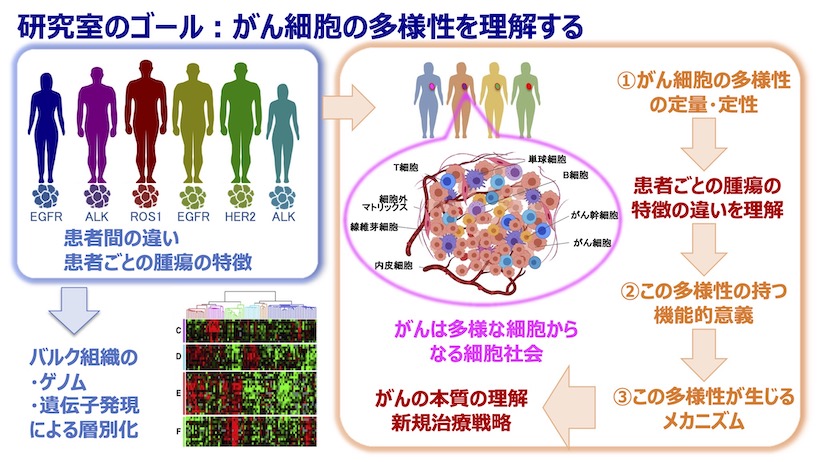 研究室のゴール：がん細胞の多様性を理解する
EGFR ALK ROS1 EGFR HER2 ALK
患者間の違い
患者ごとの腫瘍の特徴
バルク組織の
・ゲノム
・遺伝子発現
による層別化
C
D
E
F
T細胞
単球細胞
B細胞
細胞外
マトリックス
線維芽細胞
がん幹細胞
がん細胞
内皮細胞
がんは多様な細胞から
なる細胞社会
①がん細胞の多様性
の定量・定性
患者ごとの腫瘍の
特徴の違いを理解
②この多様性の持つ
機能的意義
③この多様性が生じる
メカニズム
がんの本質の理解
新規治療戦略